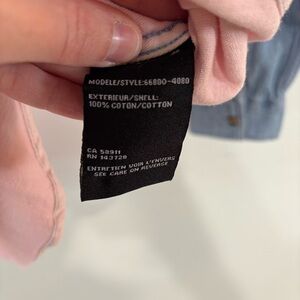 MODELE/STYLE:668DO-4080
EXTERIEUR/SHELL:
100% COTON/COTTON
CA 58911
RN 143728
ENTRETIEN VOIR L'ENVERS
SEE CARE ON REVERSE